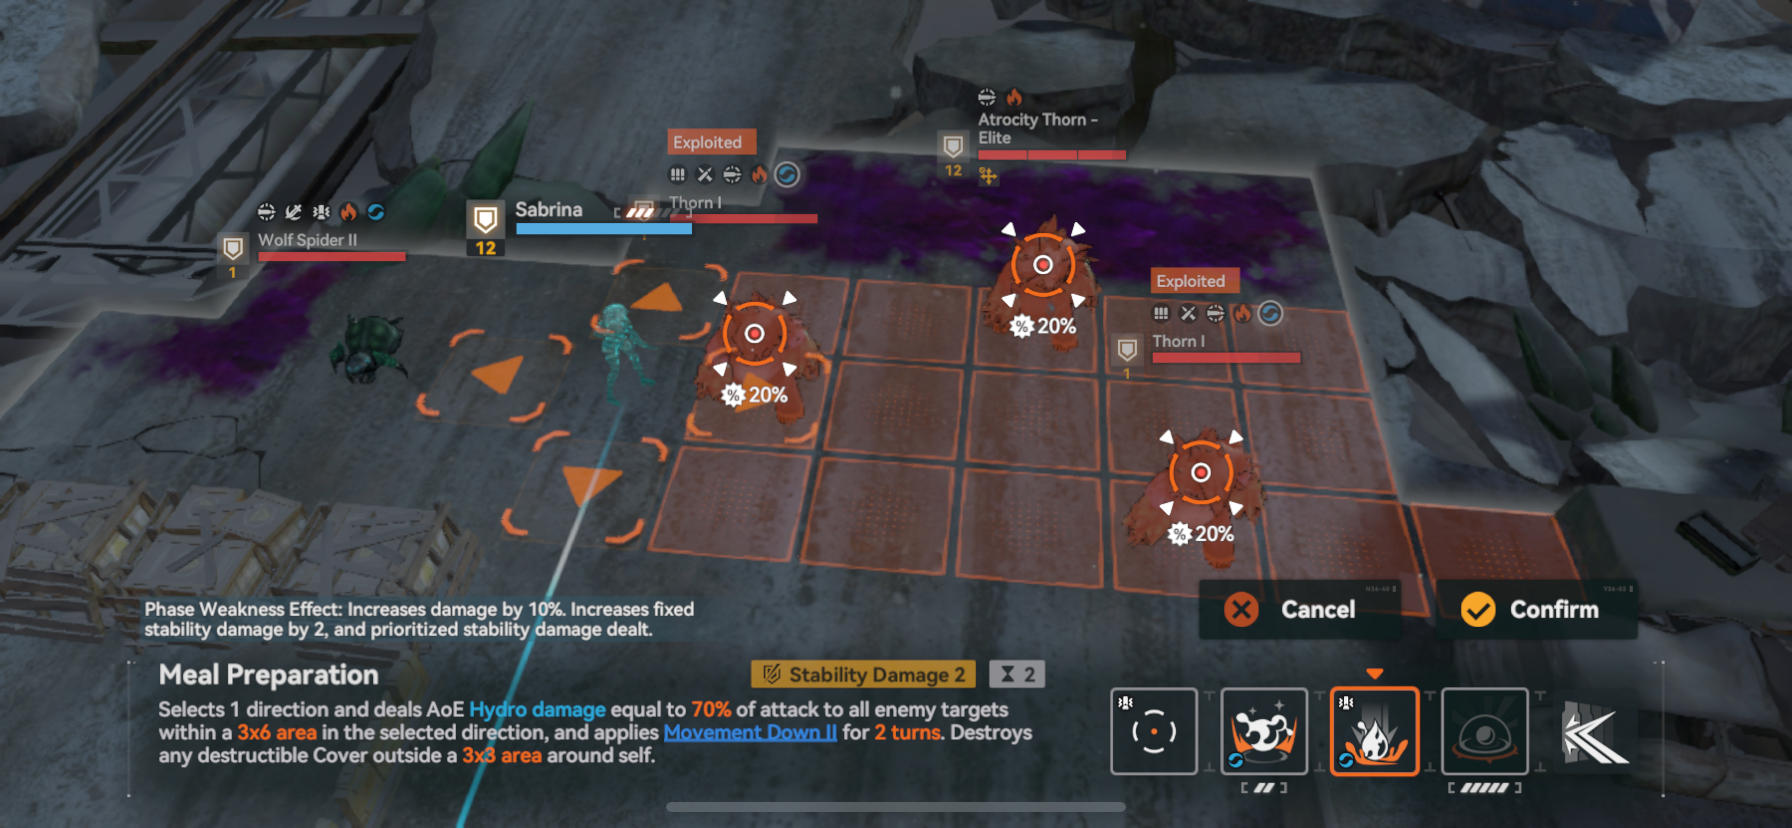 Atrocity Thorn -
Elite
12
Exploited
Thorn I
Sabrina
12
Wolf Spider II
1
Exploited
Thorn I
1
20%
20%
20%
Cancel
Confirm
Phase Weakness Effect: Increases damage by 10%. Increases fixed
stability damage by 2, and prioritized stability damage dealt.
Meal Preparation
Stability Damage 2
2
Selects 1 direction and deals AoE Hydro damage equal to 70% of attack to all enemy targets
within a 3x6 area in the selected direction, and applies Movement Down II for 2 turns. Destroys
any destructible Cover outside a 3x3 area around self.